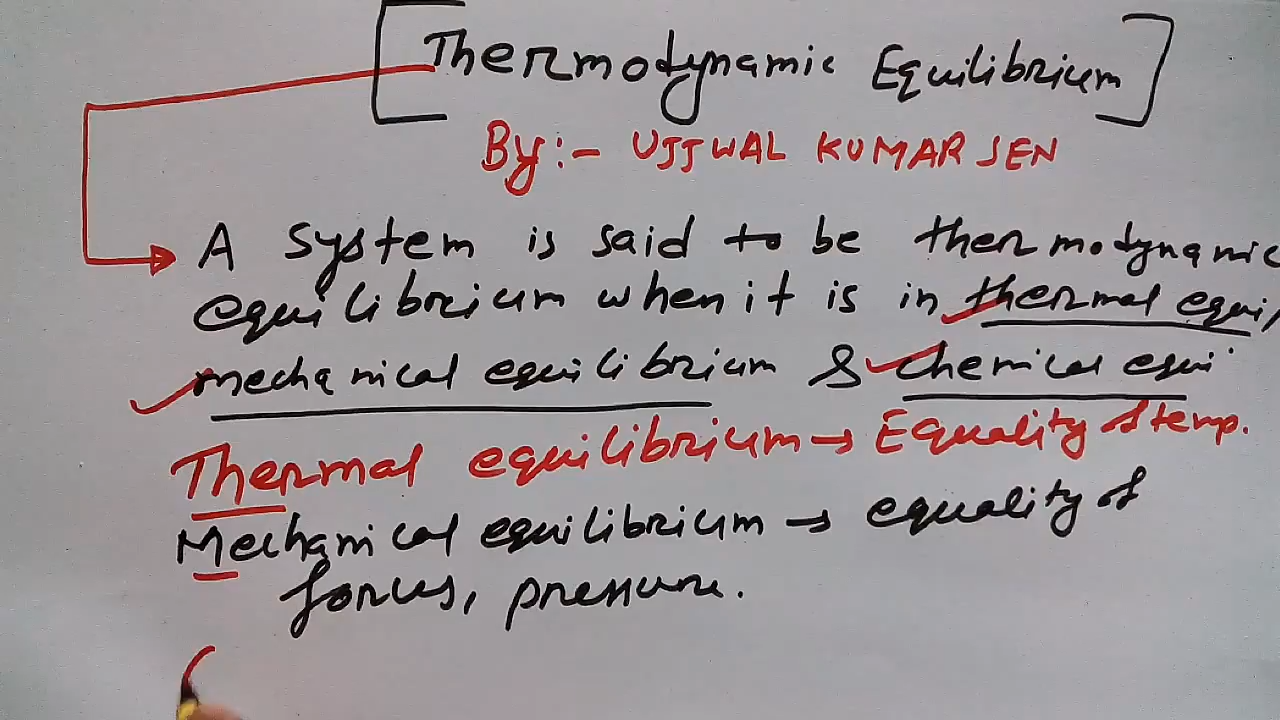 [Thermodynamic Equilibrium]
By:- UJJWAL KUMAR SEN
A system is said to be thermodynamic
equilibrium when it is in thermal equi,
mechanical equilibrium & chemical equi
Thermal equilibrium → Equality of temp.
Mechanical equilibrium → equality of
forces, pressure.